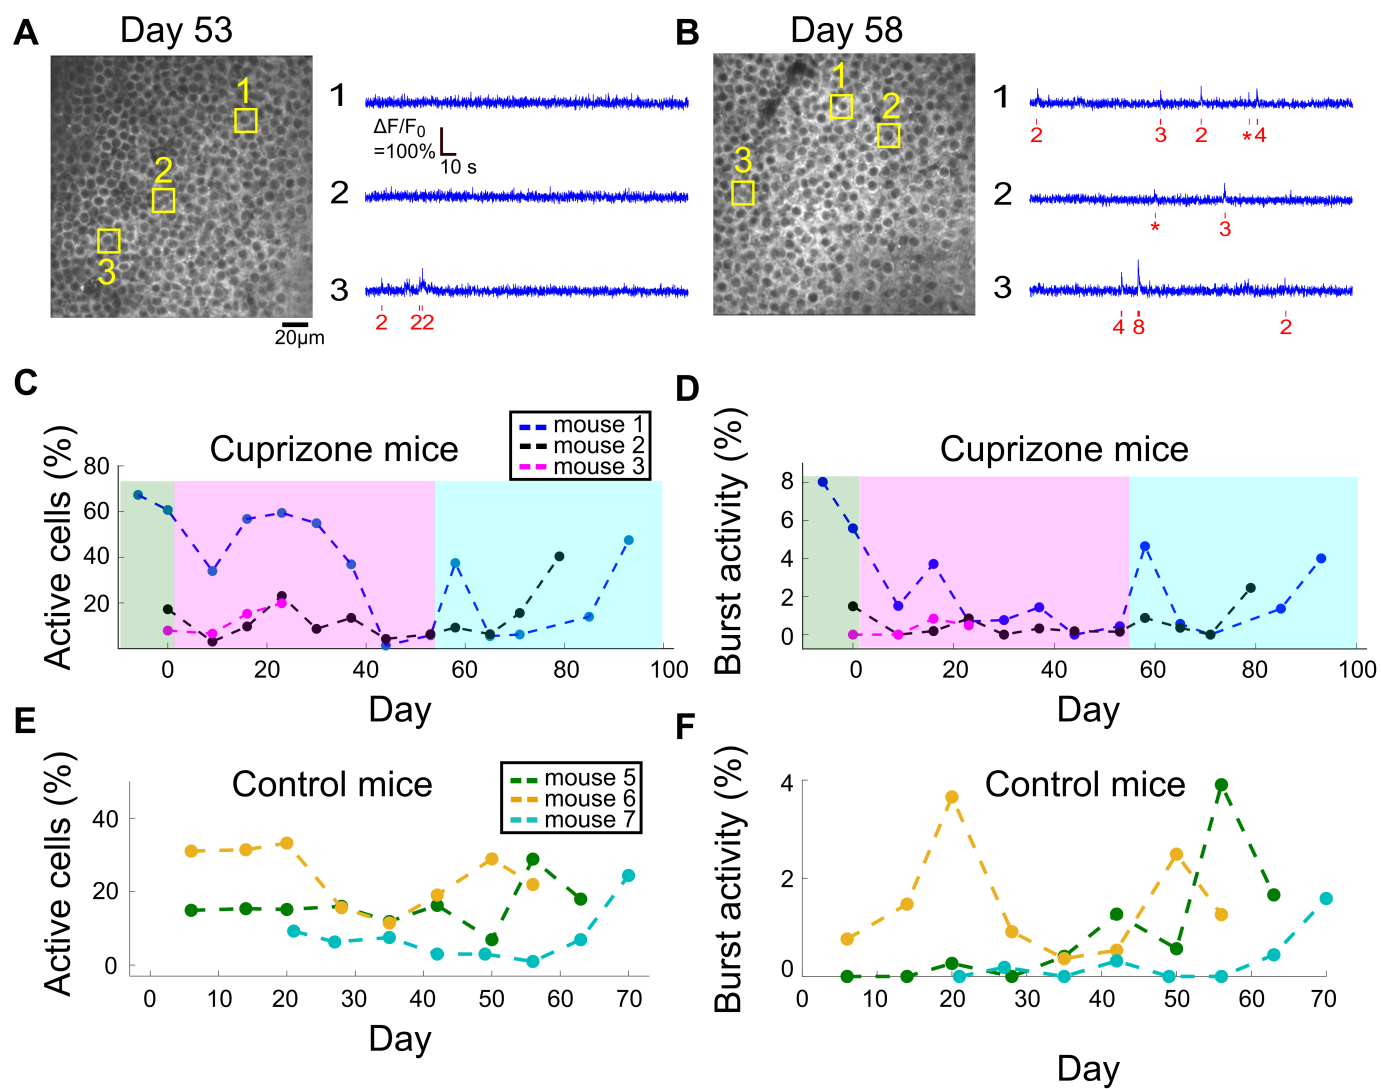 A
Day 53
1
2
3
1
ΔF/F0
=100%
10 s
2
3
2 22
20µm
B
Day 58
1
2
3
1
2 3 2 * 4
2
* 3
3
4 8 2
C
Cuprizone mice
mouse 1
mouse 2
mouse 3
Active cells (%)
80
60
40
20
0 20 40 60 80 100
Day
D
Cuprizone mice
Burst activity (%)
8
6
4
2
0
0 20 40 60 80 100
Day
E
Control mice
mouse 5
mouse 6
mouse 7
Active cells (%)
40
20
0
0 10 20 30 40 50 60 70
Day
F
Control mice
Burst activity (%)
4
2
0
0 10 20 30 40 50 60 70
Day